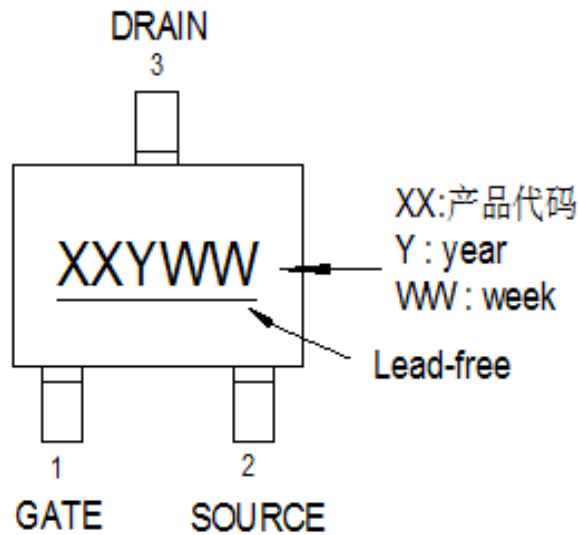 DRAIN
3
XXYWW
XX:产品代码
Y : year
WW : week
Lead-free
1
2
GATE
SOURCE